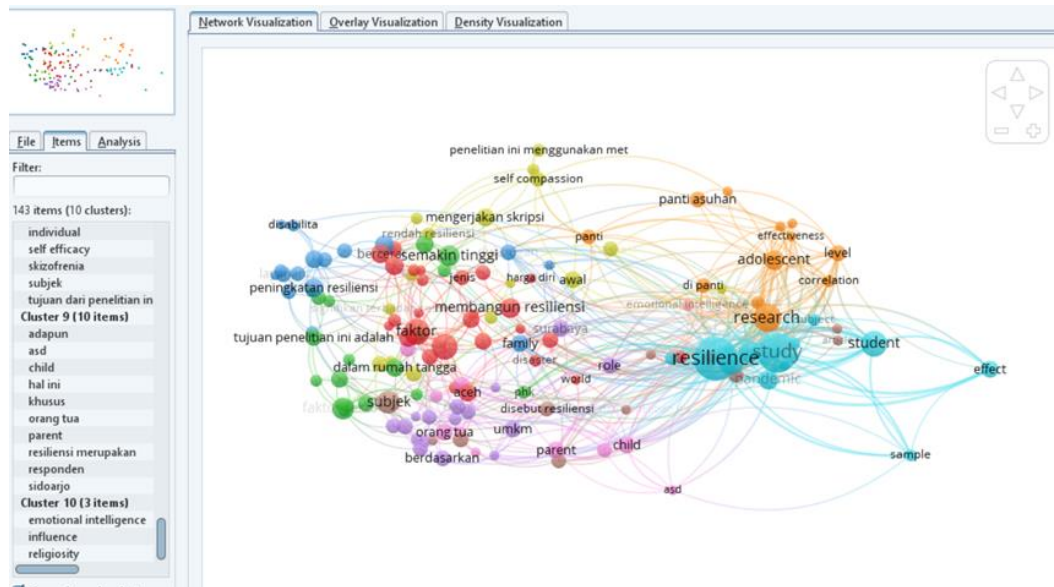 Network Visualization
Overlay Visualization
Density Visualization
File
Items
Analysis
Filter:
143 items (10 clusters):
individual
self efficacy
skizofrenia
subjek
tujuan dari penelitian in
Cluster 9 (10 items)
adapun
asd
child
hal ini
khusus
orang tua
parent
resiliensi merupakan
responden
sidoarjo
Cluster 10 (3 items)
emotional intelligence
influence
religiosity
penelitian ini menggunakan met
self compassion
panti asuhan
disabilita
mengerjakan skripsi
rendah resiliensi
panti
effectiveness
semakin tinggi
adolescent
level
peningkatan resiliensi
jenis
harga diri
awal
di panti
correlation
membangun resiliensi
emotional intelligence
research
subject
faktor
surabaya
tujuan penelitian ini adalah
family
student
resilience
study
disaster
dalam rumah tangga
role
pandemic
effect
world
aceh
phk
subjek
disebut resiliensi
orang tua
umkm
berdasarkan
parent
child
sample
asd